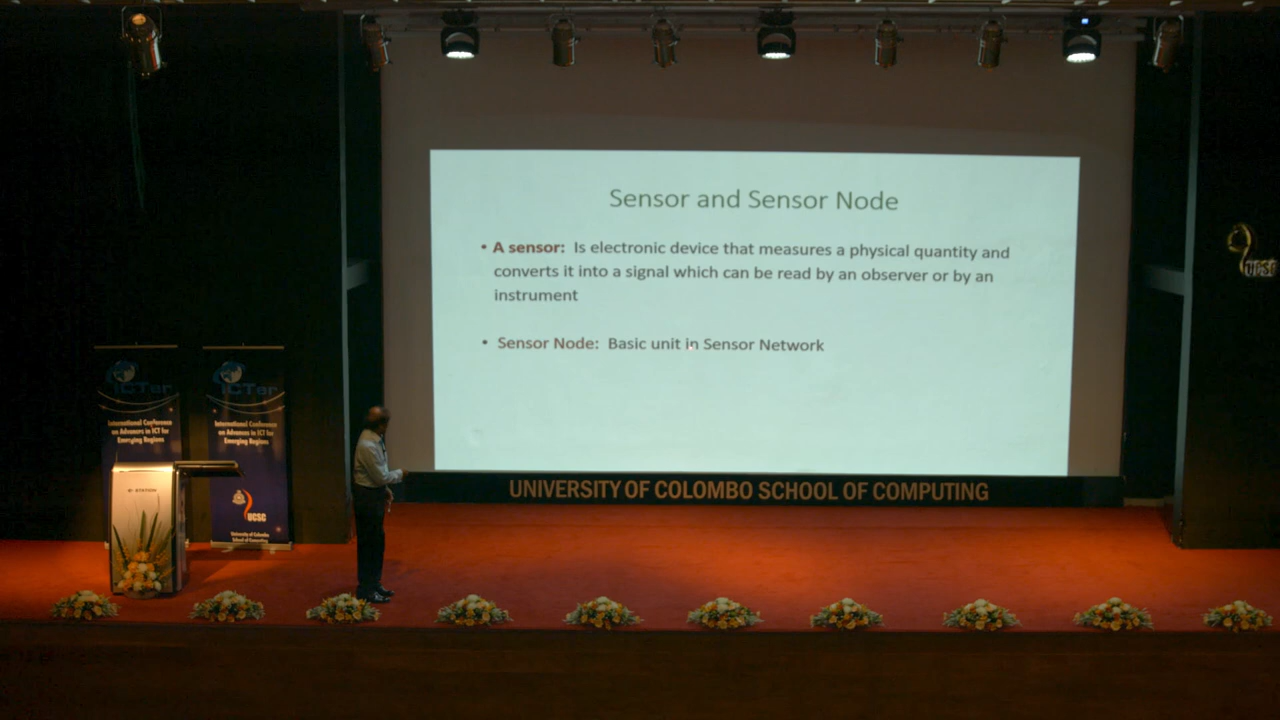 Sensor and Sensor Node
• A sensor: Is electronic device that measures a physical quantity and
converts it into a signal which can be read by an observer or by an
instrument
• Sensor Node: Basic unit in Sensor Network
UNIVERSITY OF COLOMBO SCHOOL OF COMPUTING
ICTer
International Conference
on Advances in ICT for
Emerging Regions
ICTer
International Conference
on Advances in ICT for
Emerging Regions
UCSC
University of Colombo
School of Computing
UCSC